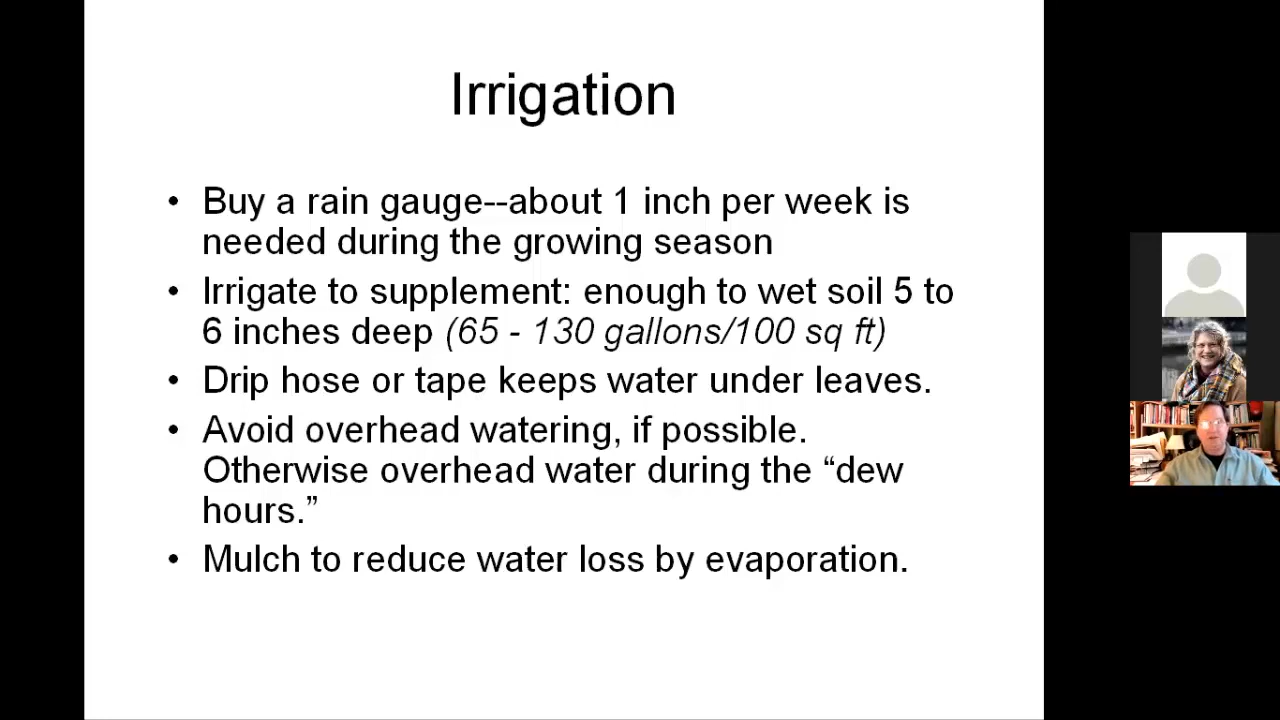 Irrigation
• Buy a rain gauge--about 1 inch per week is
needed during the growing season
• Irrigate to supplement: enough to wet soil 5 to
6 inches deep (65 - 130 gallons/100 sq ft)
• Drip hose or tape keeps water under leaves.
• Avoid overhead watering, if possible.
Otherwise overhead water during the “dew
hours.”
• Mulch to reduce water loss by evaporation.